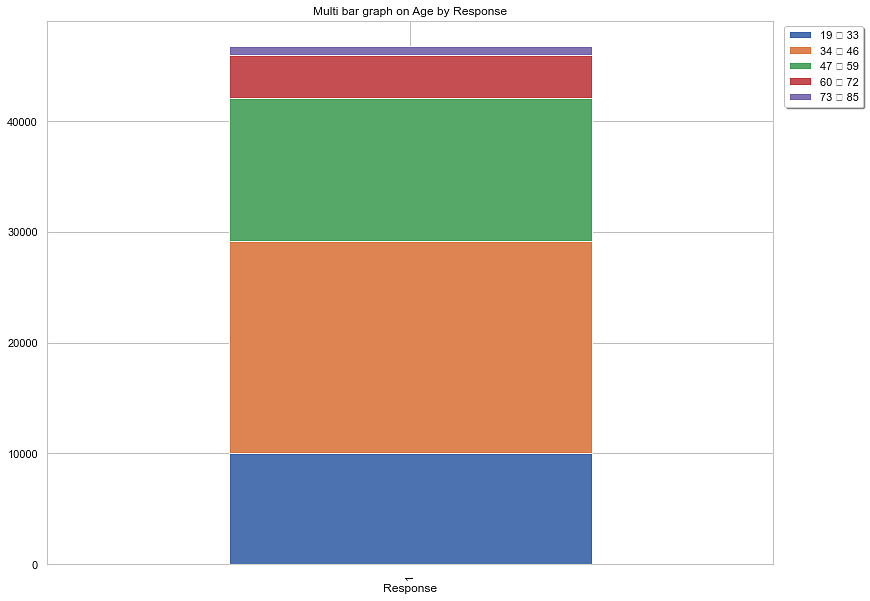 Multi bar graph on Age by Response
19 □ 33
34 □ 46
47 □ 59
60 □ 72
73 □ 85
40000
30000
20000
10000
0
1
Response